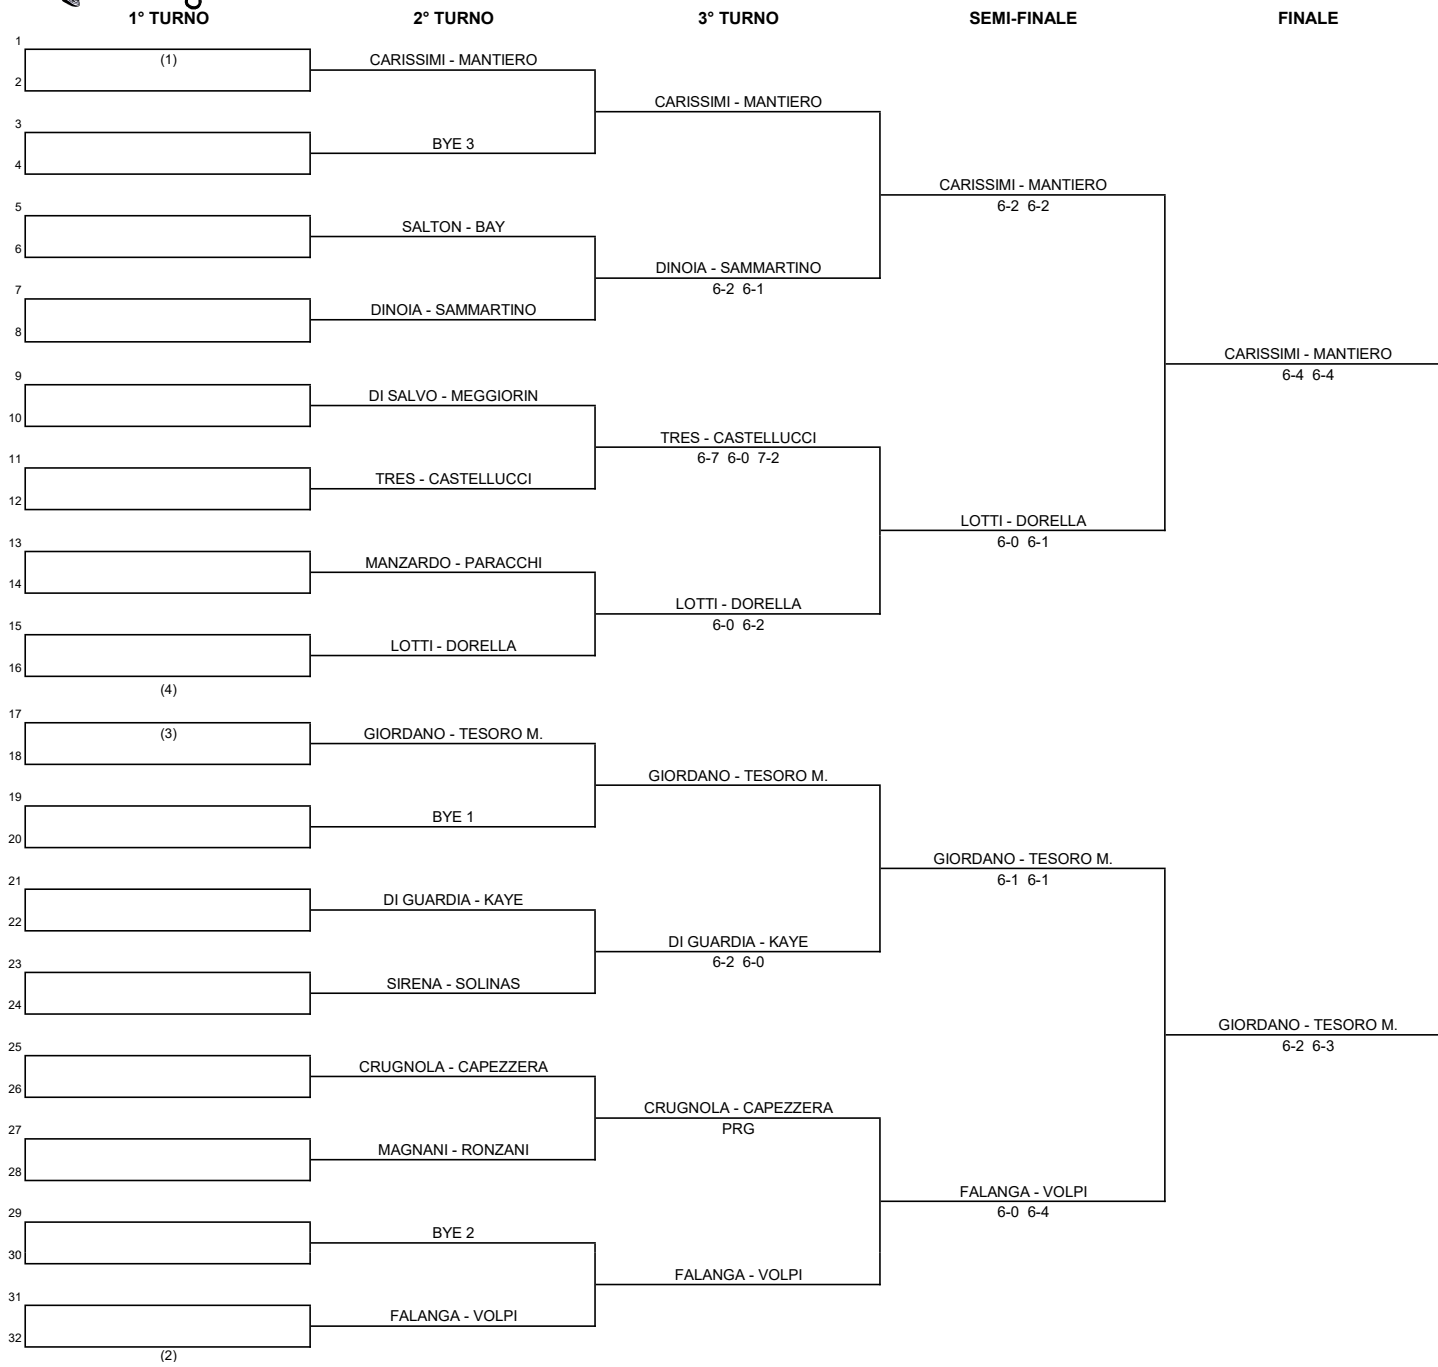 1° TURNO 2° TURNO 3° TURNO SEMI-FINALE FINALE
1
(1) CARISSIMI - MANTIERO
2
CARISSIMI - MANTIERO
3
BYE 3
4
CARISSIMI - MANTIERO
6-2 6-2
5
SALTON - BAY
6
DINOIA - SAMMARTINO
6-2 6-1
7
DINOIA - SAMMARTINO
8
CARISSIMI - MANTIERO
6-4 6-4
9
DI SALVO - MEGGIORIN
10
TRES - CASTELLUCCI
6-7 6-0 7-2
11
TRES - CASTELLUCCI
12
LOTTI - DORELLA
6-0 6-1
13
MANZARDO - PARACCHI
14
LOTTI - DORELLA
6-0 6-2
15
LOTTI - DORELLA
16
(4)
17
(3) GIORDANO - TESORO M.
18
GIORDANO - TESORO M.
19
BYE 1
20
GIORDANO - TESORO M.
6-1 6-1
21
DI GUARDIA - KAYE
22
DI GUARDIA - KAYE
6-2 6-0
23
SIRENA - SOLINAS
24
GIORDANO - TESORO M.
6-2 6-3
25
CRUGNOLA - CAPEZZERA
26
CRUGNOLA - CAPEZZERA
PRG
27
MAGNANI - RONZANI
28
FALANGA - VOLPI
6-0 6-4
29
BYE 2
30
FALANGA - VOLPI
31
FALANGA - VOLPI
32
(2)